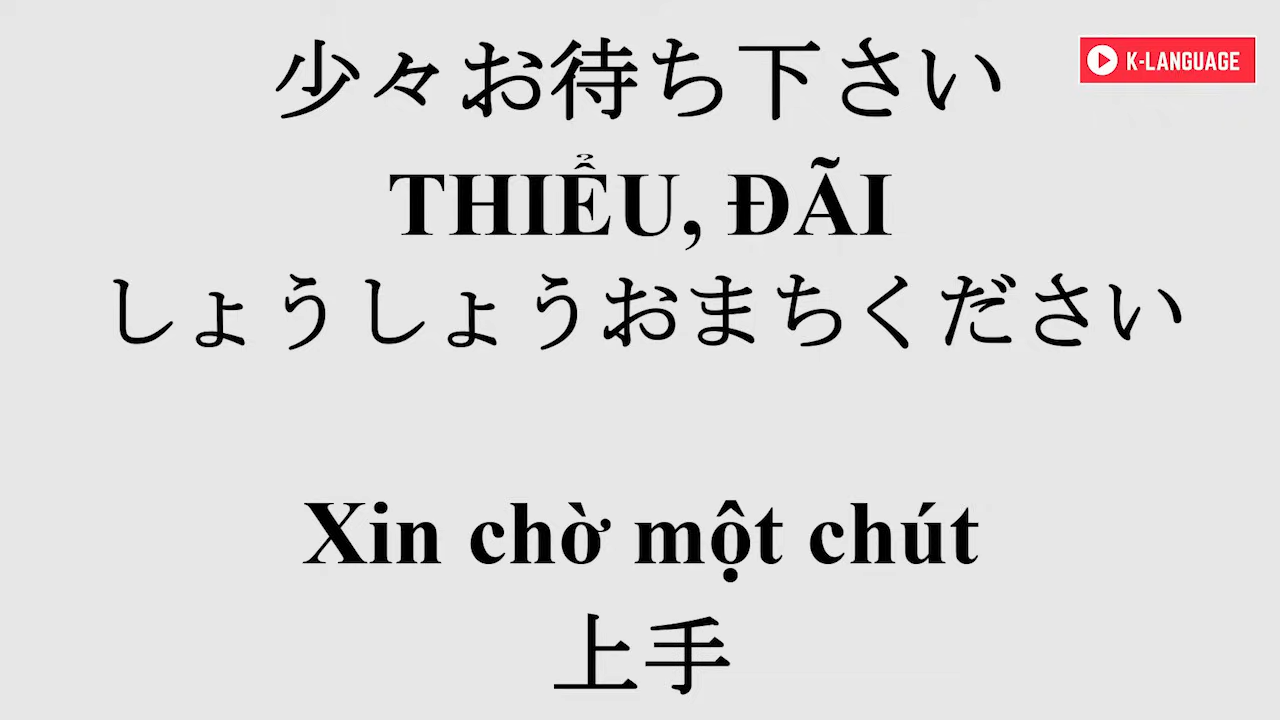 少々お待ち下さい
K-LANGUAGE
THIỂU, ĐÃI
しょうしょうおまちください
Xin chờ một chút
上手